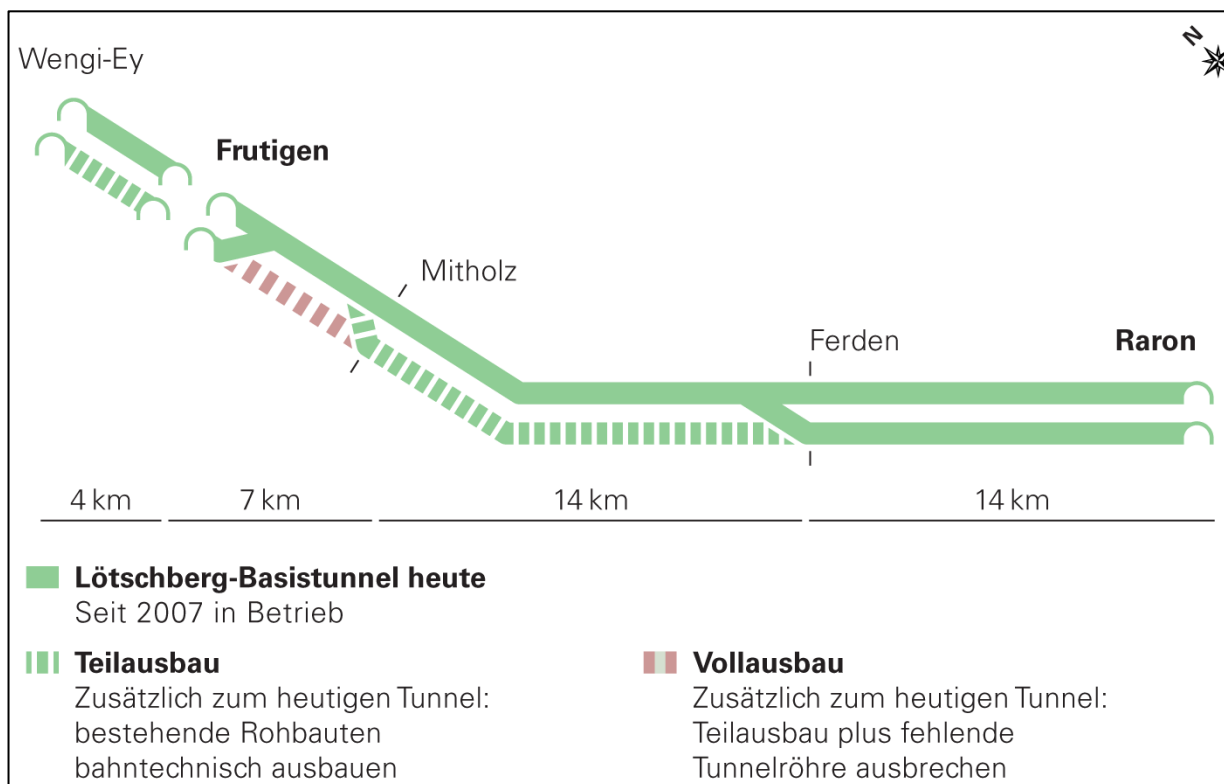 N
Wengi-Ey
Frutigen
Mitholz
Ferden
Raron
4 km
7 km
14 km
14 km
Lötschberg-Basistunnel heute
Seit 2007 in Betrieb
Teilausbau
Zusätzlich zum heutigen Tunnel:
bestehende Rohbauten
bahntechnisch ausbauen
Vollausbau
Zusätzlich zum heutigen Tunnel:
Teilausbau plus fehlende
Tunnelröhre ausbrechen